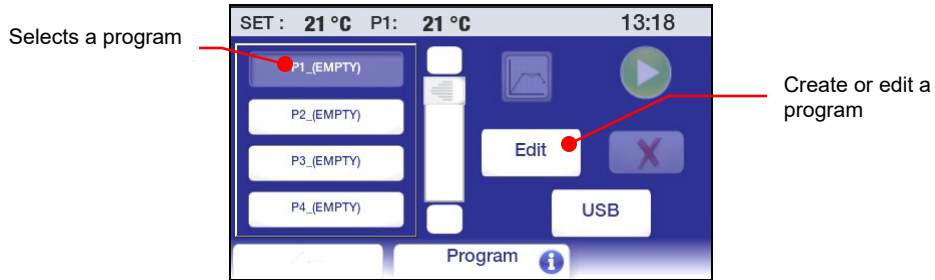 SET : 21 °C P1: 21 °C 13:18
Selects a program
P1_(EMPTY)
P2_(EMPTY)
P3_(EMPTY)
P4_(EMPTY)
Edit
X
USB
Create or edit a
program
Program i